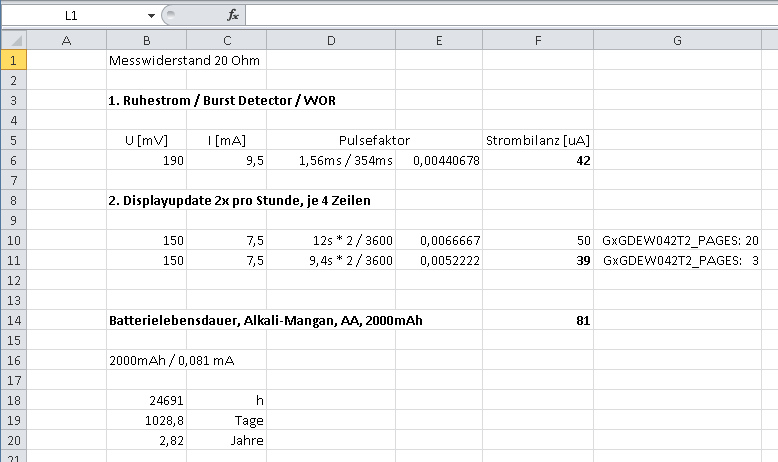 L1 fx
A B C D E F G
1 Messwiderstand 20 Ohm
2
3 1. Ruhestrom / Burst Detector / WOR
4
5 U [mV] I [mA] Pulsefaktor Strombilanz [uA]
6 190 9,5 1,56ms / 354ms 0,00440678 42
7
8 2. Displayupdate 2x pro Stunde, je 4 Zeilen
9
10 150 7,5 12s * 2 / 3600 0,0066667 50 GxGDEW042T2_PAGES: 20
11 150 7,5 9,4s * 2 / 3600 0,0052222 39 GxGDEW042T2_PAGES: 3
12
13
14 Batterielebensdauer, Alkali-Mangan, AA, 2000mAh 81
15
16 2000mAh / 0,081 mA
17
18 24691 h
19 1028,8 Tage
20 2,82 Jahre
21